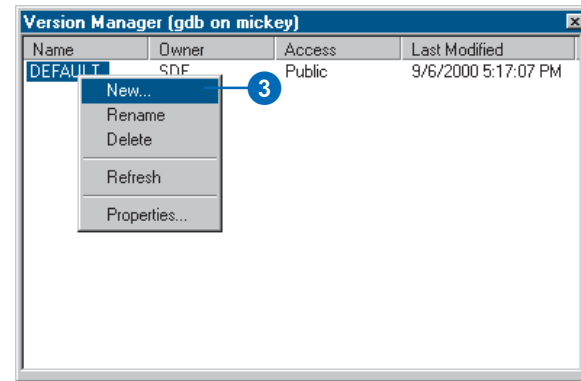 Version Manager (gdb on mickey)
Name Owner Access Last Modified
DEFAULT SDE Public 9/6/2000 5:17:07 PM
New... 3
Rename
Delete
Refresh
Properties...